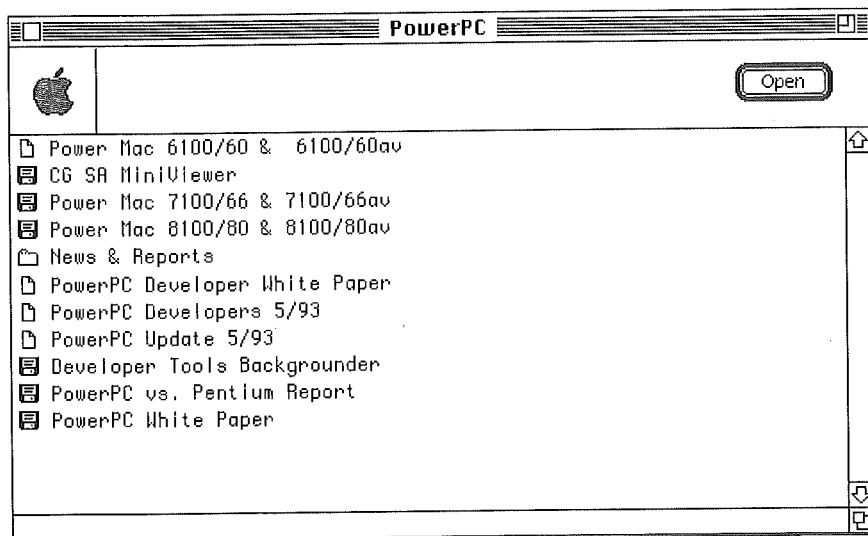 PowerPC
Open
Power Mac 6100/60 &  6100/60av
CG SA MiniViewer
Power Mac 7100/66 & 7100/66av
Power Mac 8100/80 & 8100/80av
News & Reports
PowerPC Developer White Paper
PowerPC Developers 5/93
PowerPC Update 5/93
Developer Tools Backgrounder
PowerPC vs. Pentium Report
PowerPC White Paper